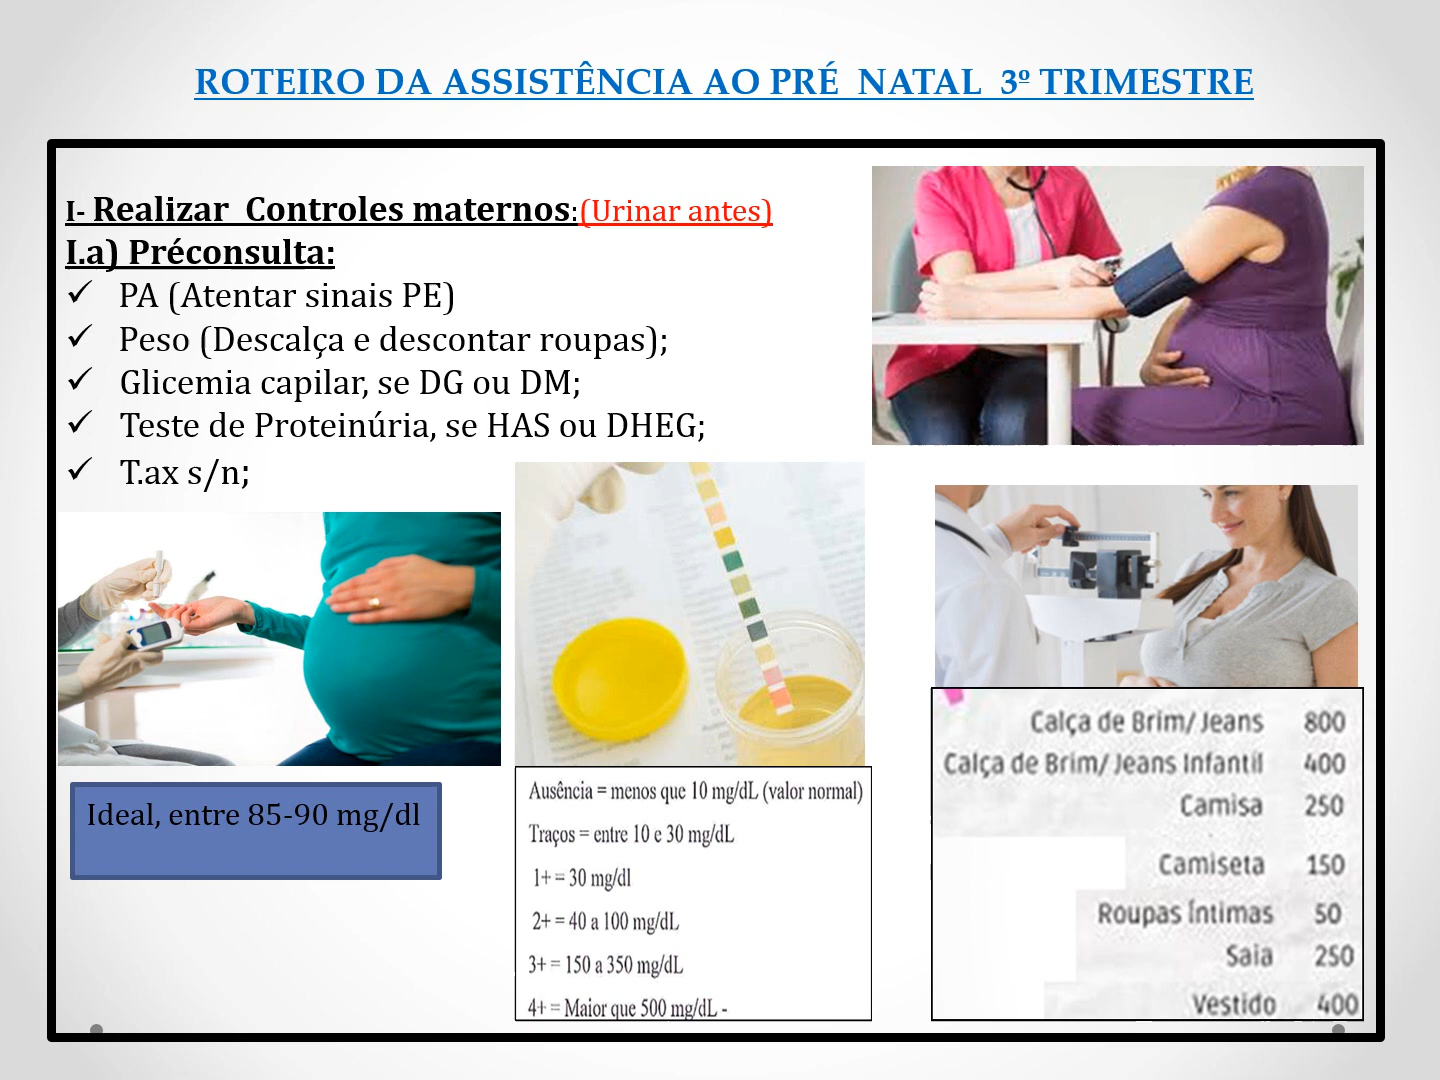 ROTEIRO DA ASSISTÊNCIA AO PRÉ  NATAL  3º TRIMESTRE
I- Realizar  Controles maternos:(Urinar antes)
I.a) Préconsulta:
✓ PA (Atentar sinais PE)
✓ Peso (Descalça e descontar roupas);
✓ Glicemia capilar, se DG ou DM;
✓ Teste de Proteinúria, se HAS ou DHEG;
✓ T.ax s/n;
Ideal, entre 85-90 mg/dl
Ausência = menos que 10 mg/dL (valor normal)
Traços = entre 10 e 30 mg/dL
1+ = 30 mg/dl
2+ = 40 a 100 mg/dL
3+ = 150 a 350 mg/dL
4+ = Maior que 500 mg/dL -
Calça de Brim/ Jeans 800
Calça de Brim/ Jeans Infantil 400
Camisa 250
Camiseta 150
Roupas Íntimas 50
Saia 250
Vestido 400